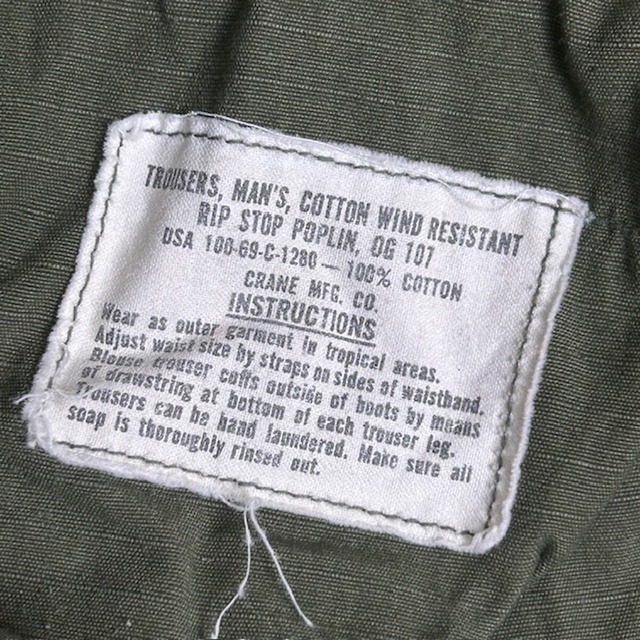 TROUSERS, MAN'S, COTTON WIND RESISTANT
RIP STOP POPLIN, OG 107
DSA 100-69-C-1280 — 100% COTTON
CRANE MFG. CO.
INSTRUCTIONS
Wear as outer garment in tropical areas.
Adjust waist size by straps on sides of waistband.
Blouse trouser cuffs outside of boots by means
of drawstring at bottom of each trouser leg.
Trousers can be hand laundered. Make sure all
soap is thoroughly rinsed out.